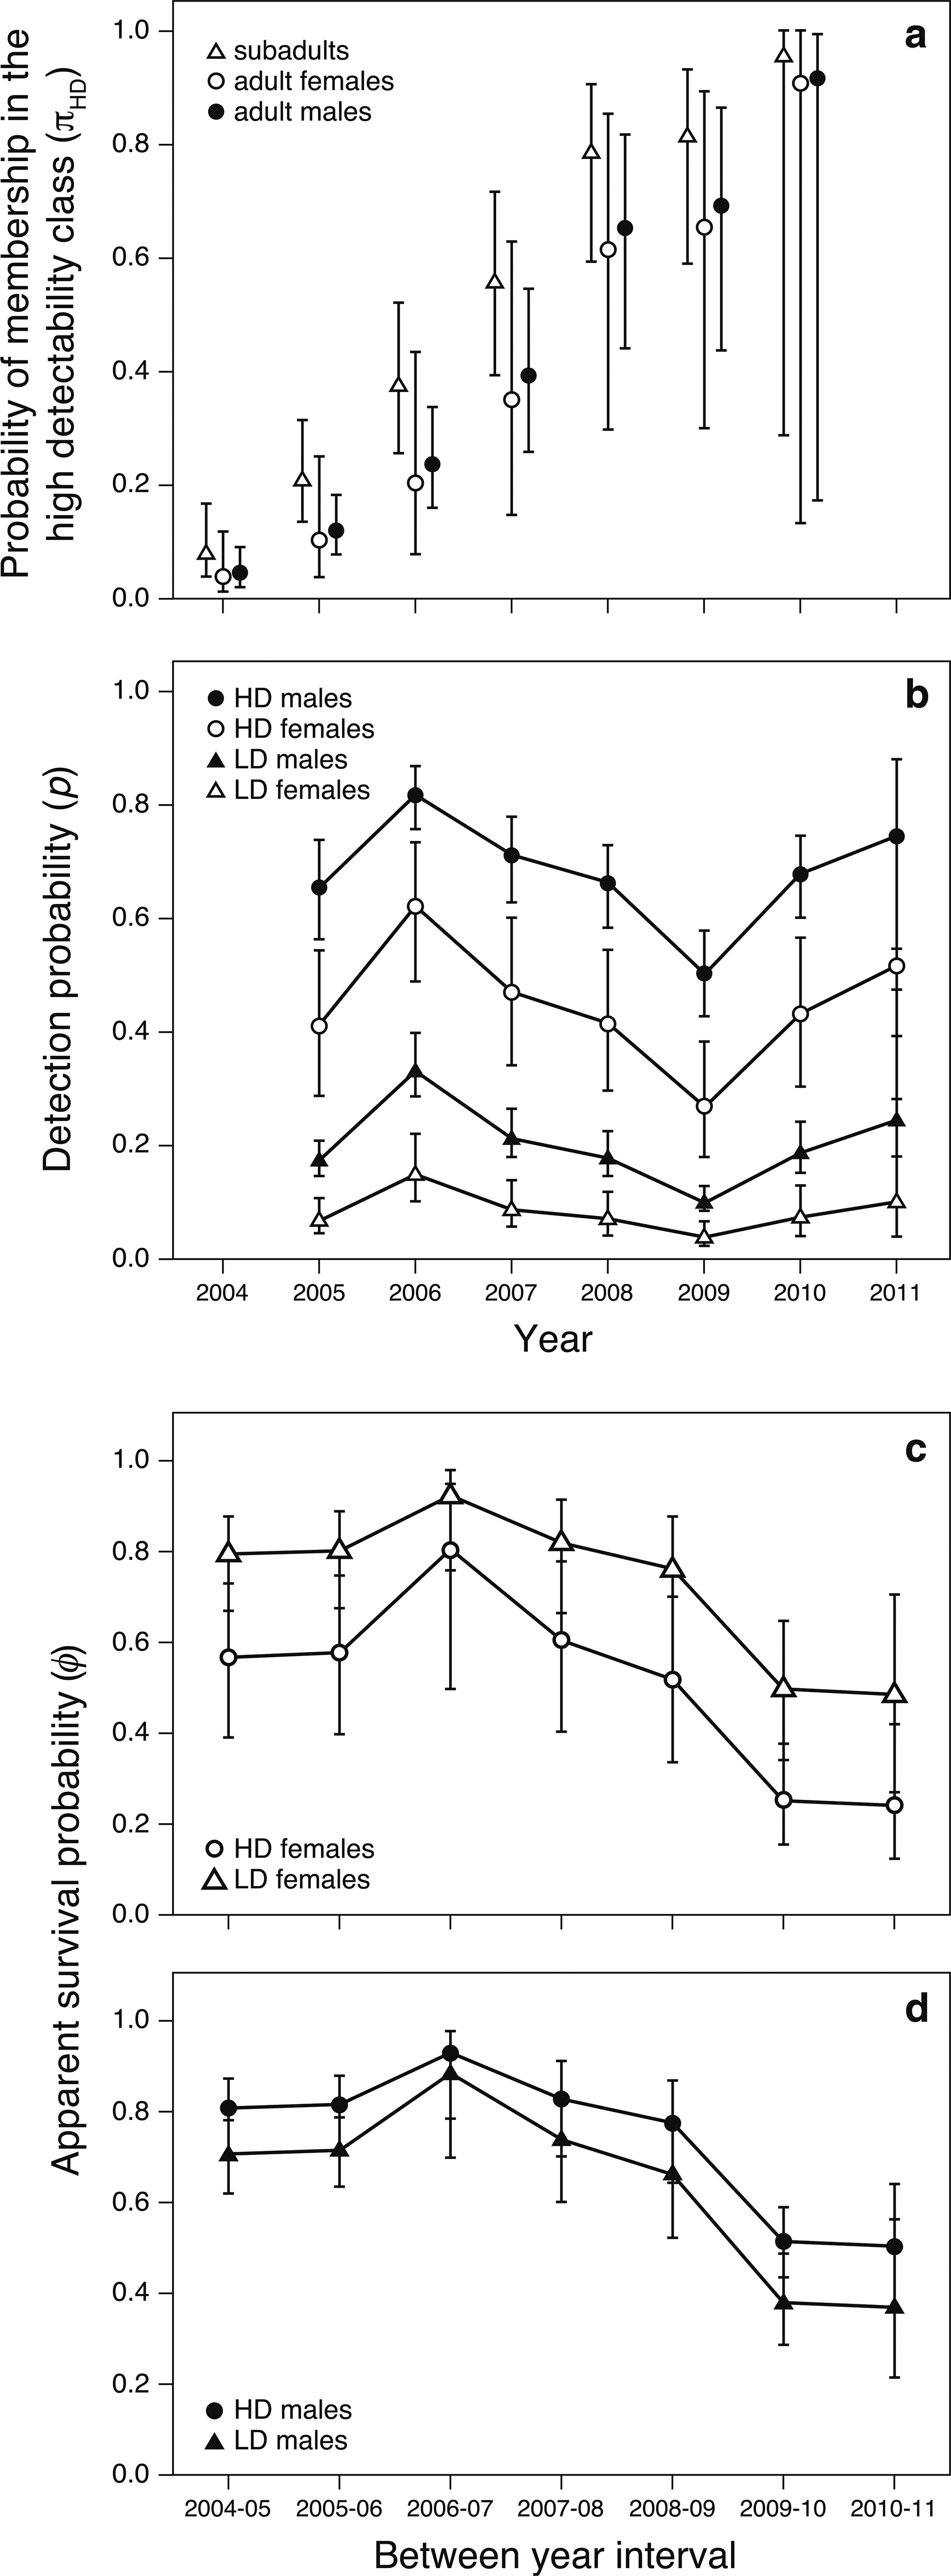 Probability of membership in the
high detectability class (πHD)
a
subadults
adult females
adult males
1.0
0.8
0.6
0.4
0.2
0.0
Detection probability (p)
b
HD males
HD females
LD males
LD females
1.0
0.8
0.6
0.4
0.2
0.0
2004 2005 2006 2007 2008 2009 2010 2011
Year
Apparent survival probability (ϕ)
c
1.0
0.8
0.6
0.4
0.2
0.0
HD females
LD females
d
1.0
0.8
0.6
0.4
0.2
0.0
HD males
LD males
2004-05 2005-06 2006-07 2007-08 2008-09 2009-10 2010-11
Between year interval